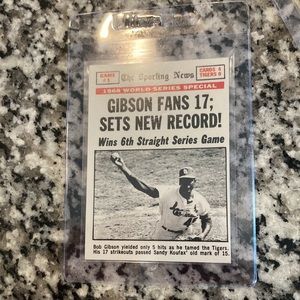 GAME #1
The Sporting News
CARDS 4
TIGERS 0
1968 WORLD SERIES SPECIAL
GIBSON FANS 17;
SETS NEW RECORD!
Wins 6th Straight Series Game
Bob Gibson yielded only 5 hits as he tamed the Tigers.
His 17 strikeouts passed Sandy Koufax' old mark of 15.